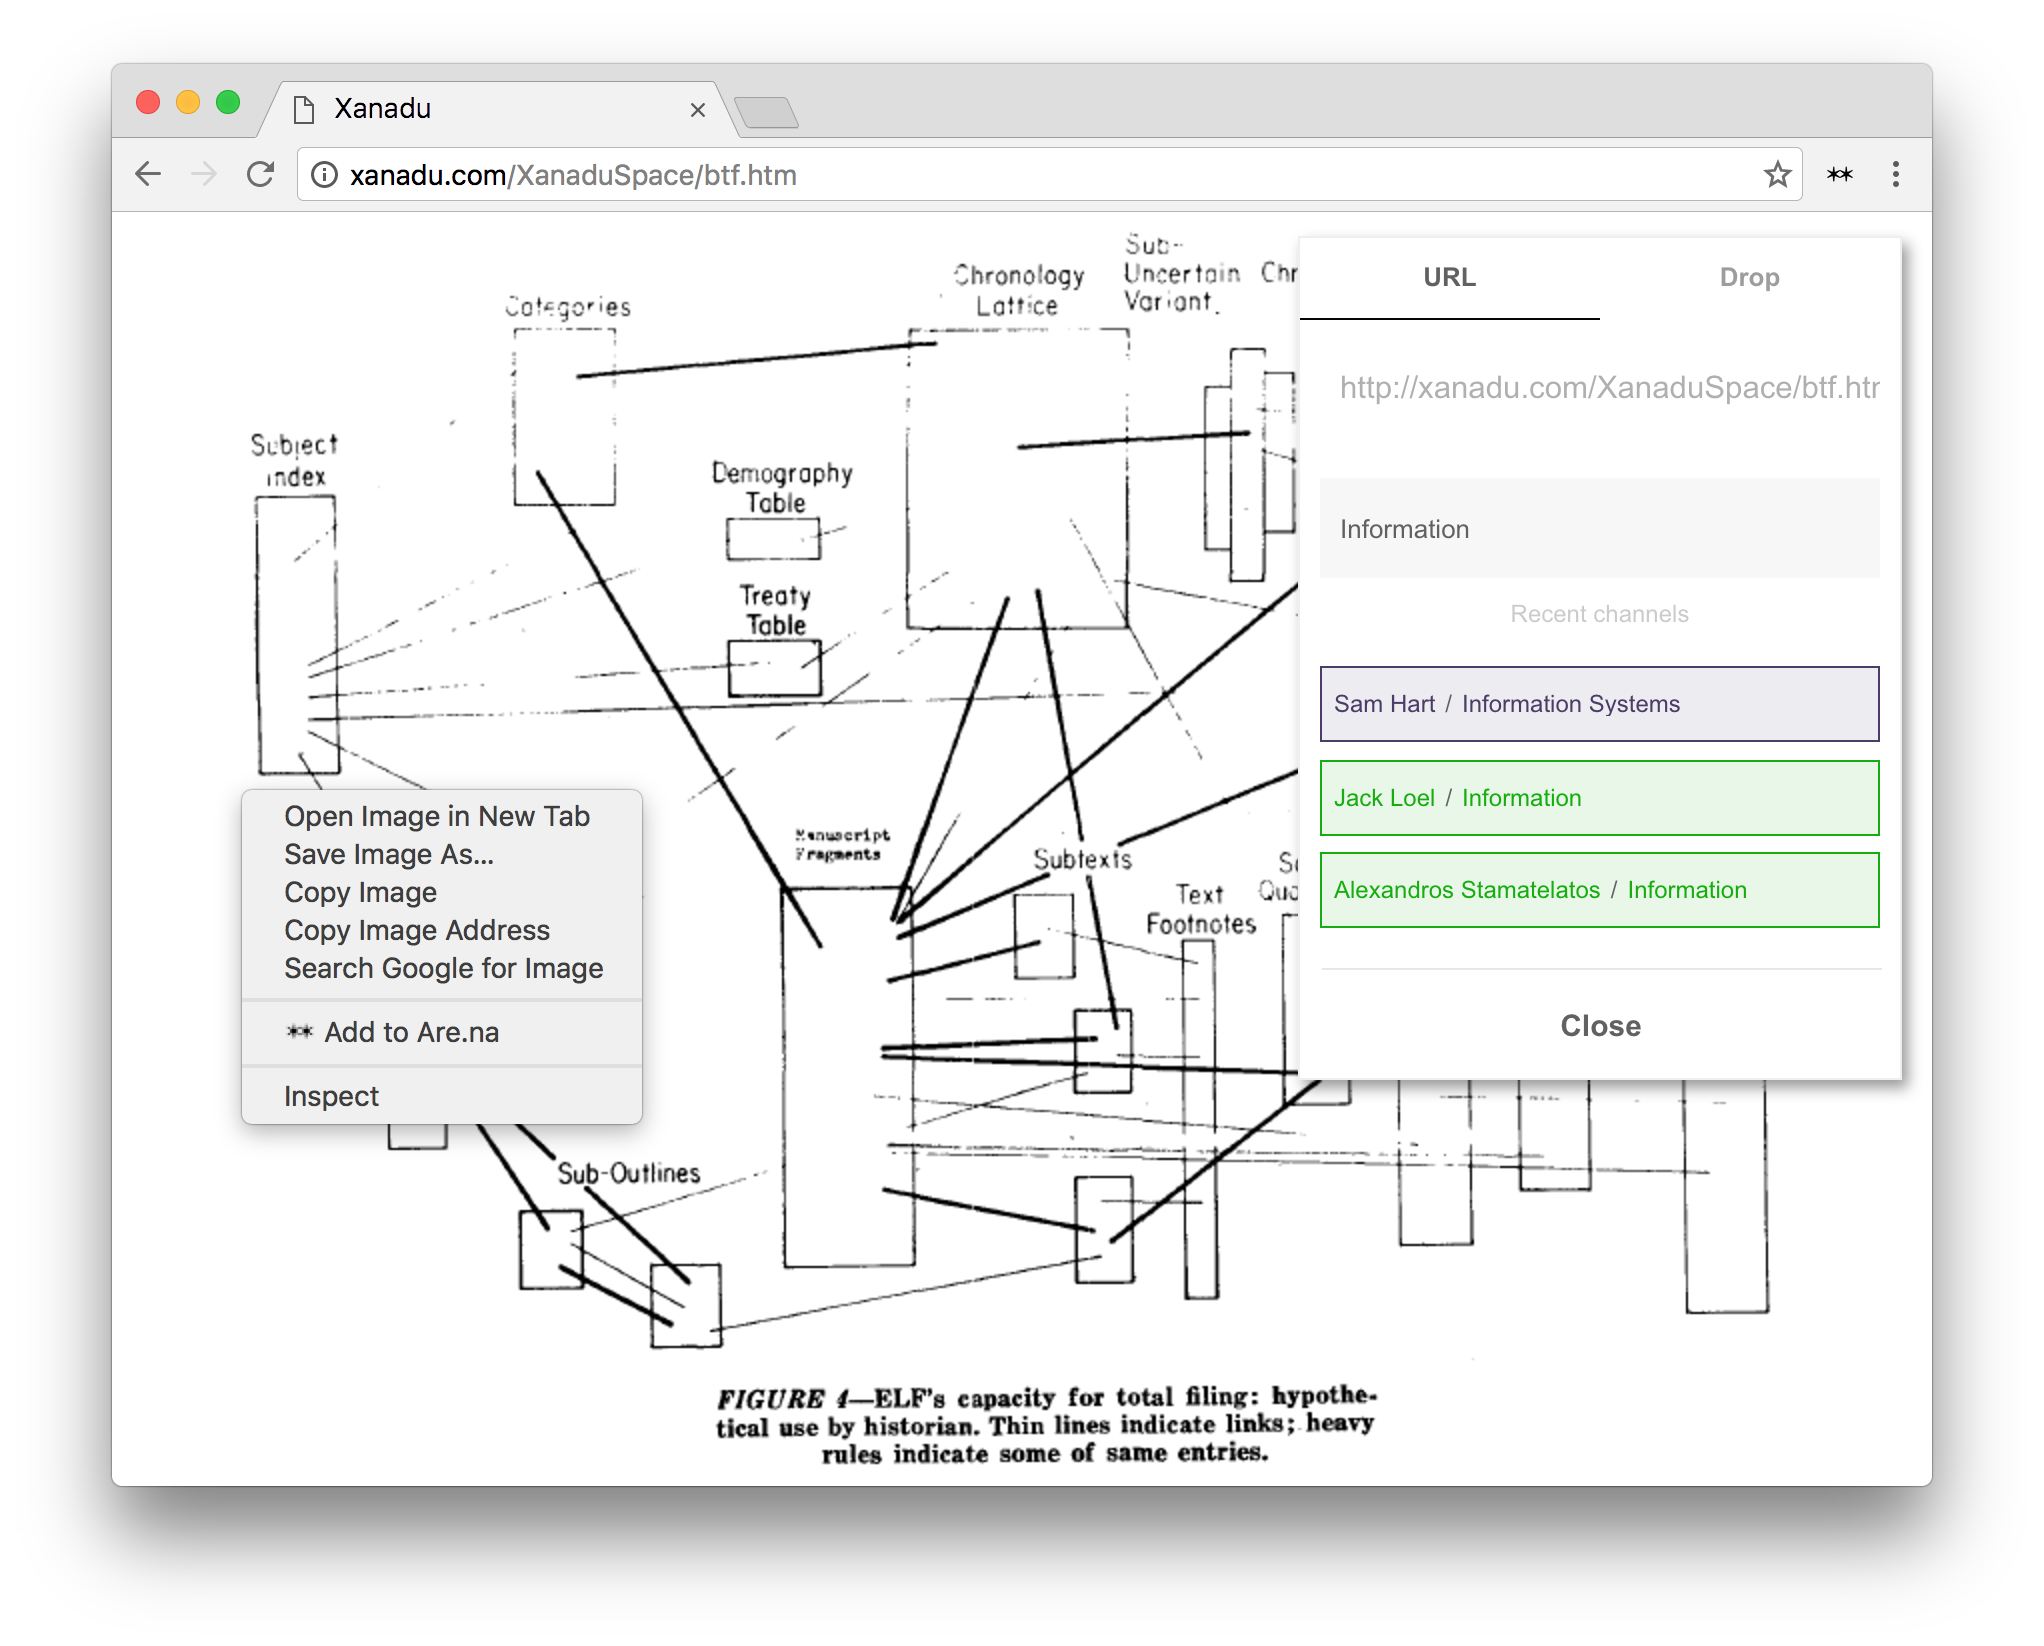 Xanadu
xanadu.com/XanaduSpace/btf.htm
Sub-
Uncertain
Variant.
Chr
Chronology
Lattice
Categories
Subject
Index
Demography
Table
Treaty
Table
Manuscript
Fragments
Subtexts
Text
Footnotes
Quo
Sub-Outlines
FIGURE 4—ELF's capacity for total filing: hypothe-
tical use by historian. Thin lines indicate links; heavy
rules indicate some of same entries.
Open Image in New Tab
Save Image As...
Copy Image
Copy Image Address
Search Google for Image
** Add to Are.na
Inspect
URL
Drop
http://xanadu.com/XanaduSpace/btf.htr
Information
Recent channels
Sam Hart / Information Systems
Jack Loel / Information
Alexandros Stamatelatos / Information
Close